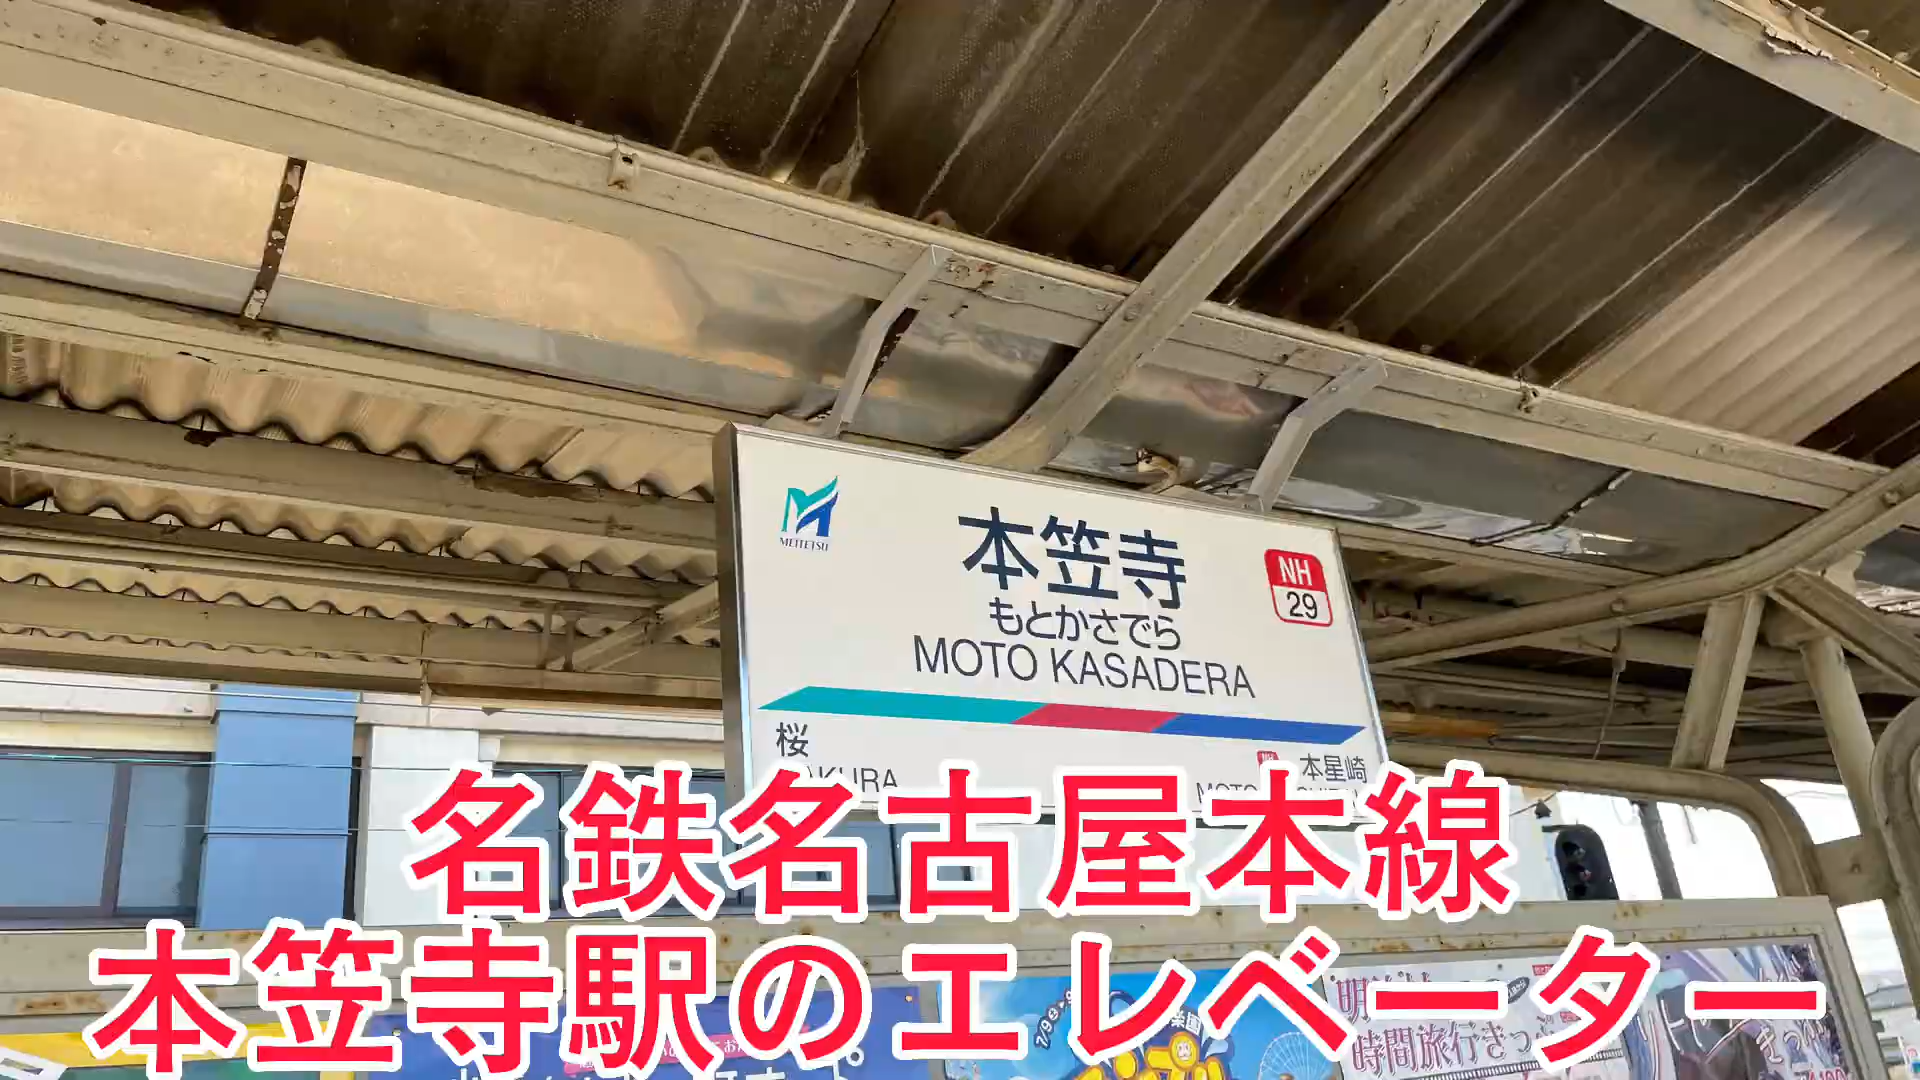 MEITETSU
本笠寺
もとかさでら
MOTO KASADERA
NH
29
桜
本星崎
名鉄名古屋本線
本笠寺駅のエレベーター
時間旅行きっ